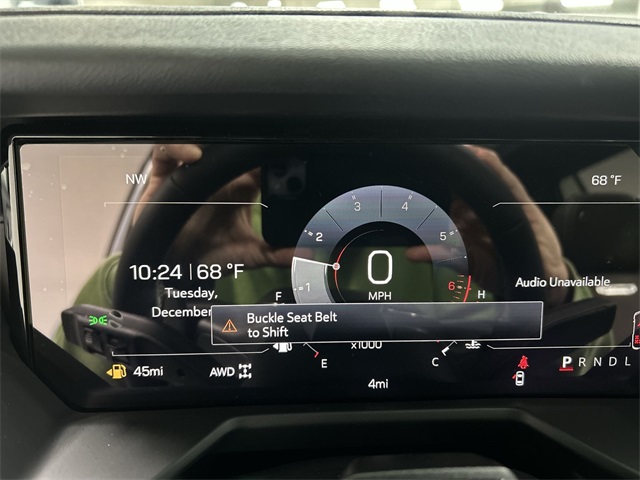 NW
68 °F
3 4
2 5
1 6
0
MPH
10:24 | 68 °F
Tuesday,
December
Audio Unavailable
F
H
Buckle Seat Belt
to Shift
x1000
E
C
45mi
AWD
4mi
P R N D L